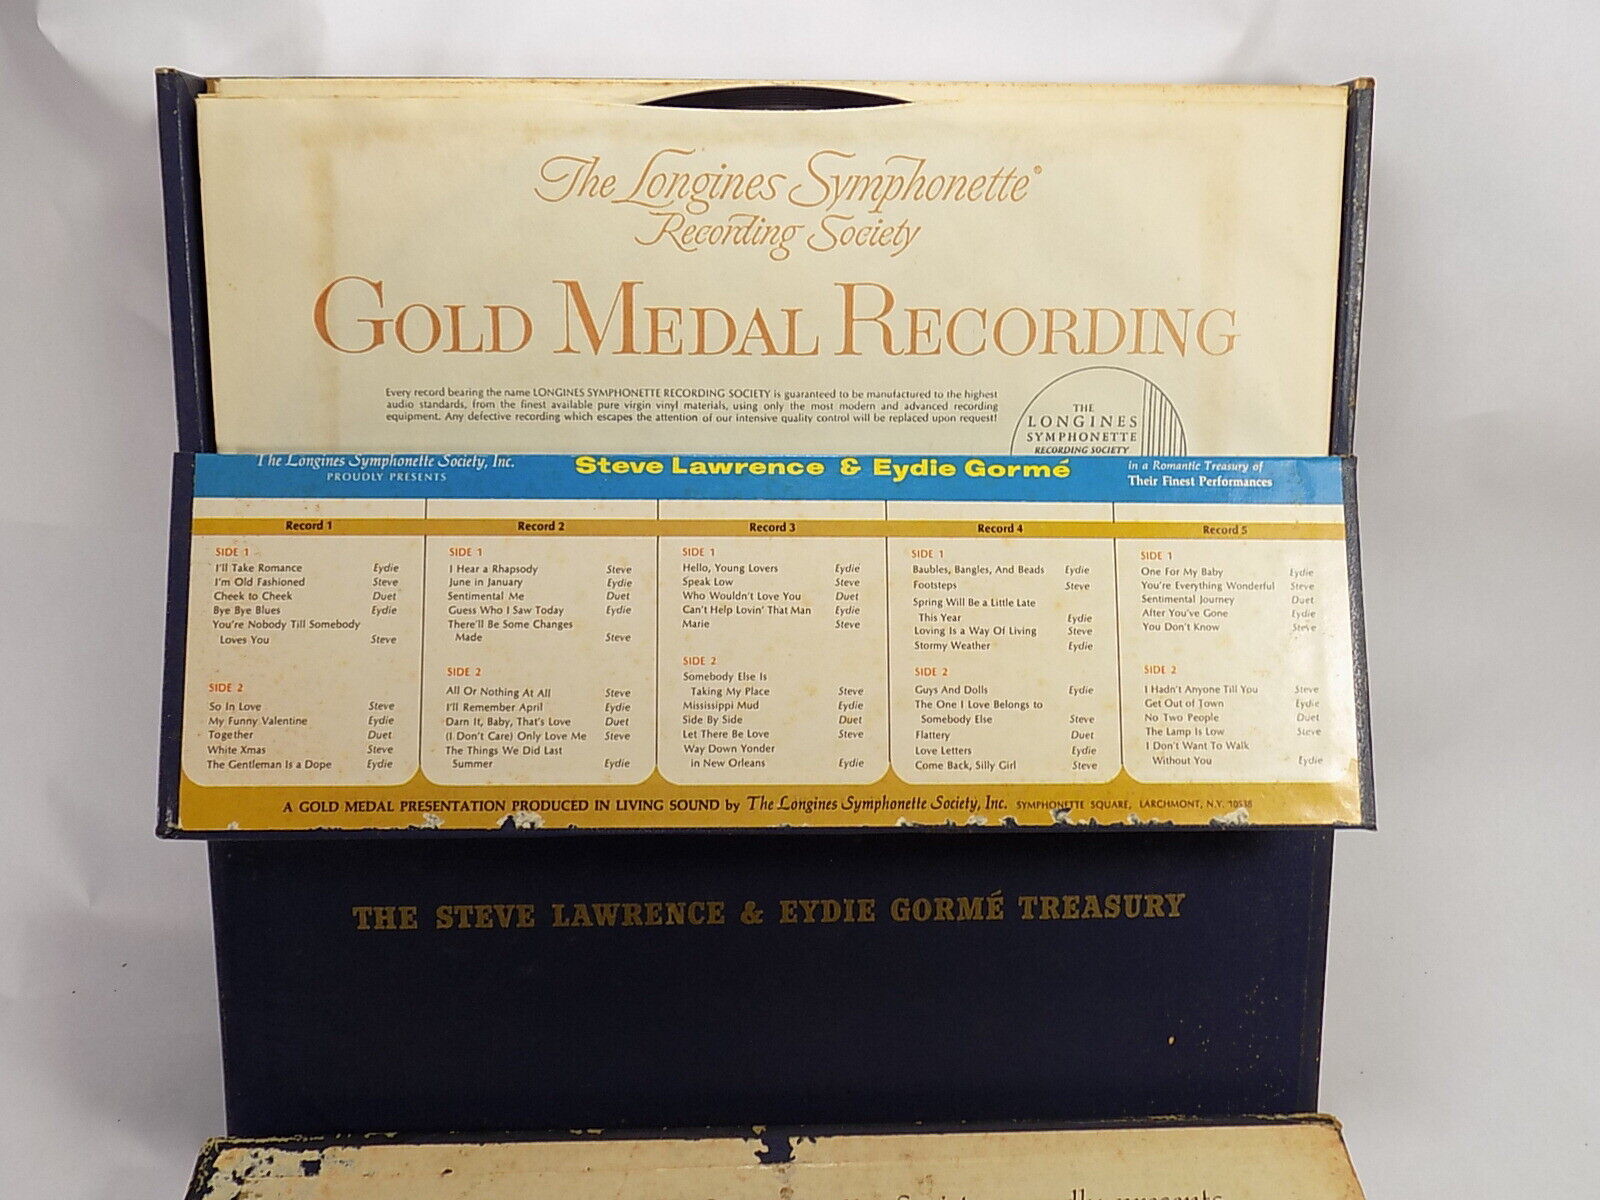 The Longines Symphonette®
Recording Society
GOLD MEDAL RECORDING
Every record bearing the name LONGINES SYMPHONETTE RECORDING SOCIETY is guaranteed to be manufactured to the highest
audio standards, from the finest available pure virgin vinyl materials, using only the most modern and advanced recording
equipment. Any defective recording which escapes the attention of our intensive quality control will be replaced upon request!
THE
LONGINES
SYMPHONETTE
RECORDING SOCIETY
The Longines Symphonette Society, Inc.
PROUDLY PRESENTS
Steve Lawrence & Eydie Gormé
in a Romantic Treasury of
Their Finest Performances
Record 1
SIDE 1
I'll Take Romance Eydie
I'm Old Fashioned Steve
Cheek to Cheek Duet
Bye Bye Blues Eydie
You're Nobody Till Somebody
Loves You Steve
SIDE 2
So In Love Steve
My Funny Valentine Eydie
Together Duet
White Xmas Steve
The Gentleman Is a Dope Eydie
Record 2
SIDE 1
I Hear a Rhapsody Steve
June in January Eydie
Sentimental Me Duet
Guess Who I Saw Today Eydie
There'll Be Some Changes
Made Steve
SIDE 2
All Or Nothing At All Steve
I'll Remember April Eydie
Darn It, Baby, That's Love Duet
(I Don't Care) Only Love Me Steve
The Things We Did Last
Summer Eydie
Record 3
SIDE 1
Hello, Young Lovers Eydie
Speak Low Steve
Who Wouldn't Love You Duet
Can't Help Lovin' That Man Eydie
Marie Steve
SIDE 2
Somebody Else Is
Taking My Place Steve
Mississippi Mud Eydie
Side By Side Duet
Let There Be Love Steve
Way Down Yonder
in New Orleans Eydie
Record 4
SIDE 1
Baubles, Bangles, And Beads Eydie
Footsteps Steve
Spring Will Be a Little Late
This Year Eydie
Loving Is a Way Of Living Steve
Stormy Weather Eydie
SIDE 2
Guys And Dolls Eydie
The One I Love Belongs to
Somebody Else Steve
Flattery Duet
Love Letters Eydie
Come Back, Silly Girl Steve
Record 5
SIDE 1
One For My Baby Eydie
You're Everything Wonderful Steve
Sentimental Journey Duet
After You've Gone Eydie
You Don't Know Steve
SIDE 2
I Hadn't Anyone Till You Steve
Get Out of Town Eydie
No Two People Duet
The Lamp Is Low Steve
I Don't Want To Walk
Without You Eydie
A GOLD MEDAL PRESENTATION PRODUCED IN LIVING SOUND by The Longines Symphonette Society, Inc. SYMPHONETTE SQUARE, LARCHMONT, N.Y. 10538
THE STEVE LAWRENCE & EYDIE GORMÉ TREASURY